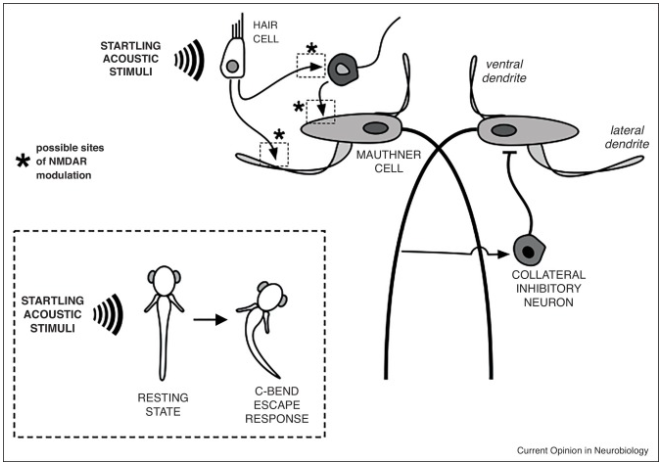 HAIR
CELL
STARTLING
ACOUSTIC
STIMULI
*
*
*
ventral
dendrite
lateral
dendrite
MAUTHNER
CELL
* possible sites
of NMDAR
modulation
COLLATERAL
INHIBITORY
NEURON
STARTLING
ACOUSTIC
STIMULI
RESTING
STATE
C-BEND
ESCAPE
RESPONSE
Current Opinion in Neurobiology